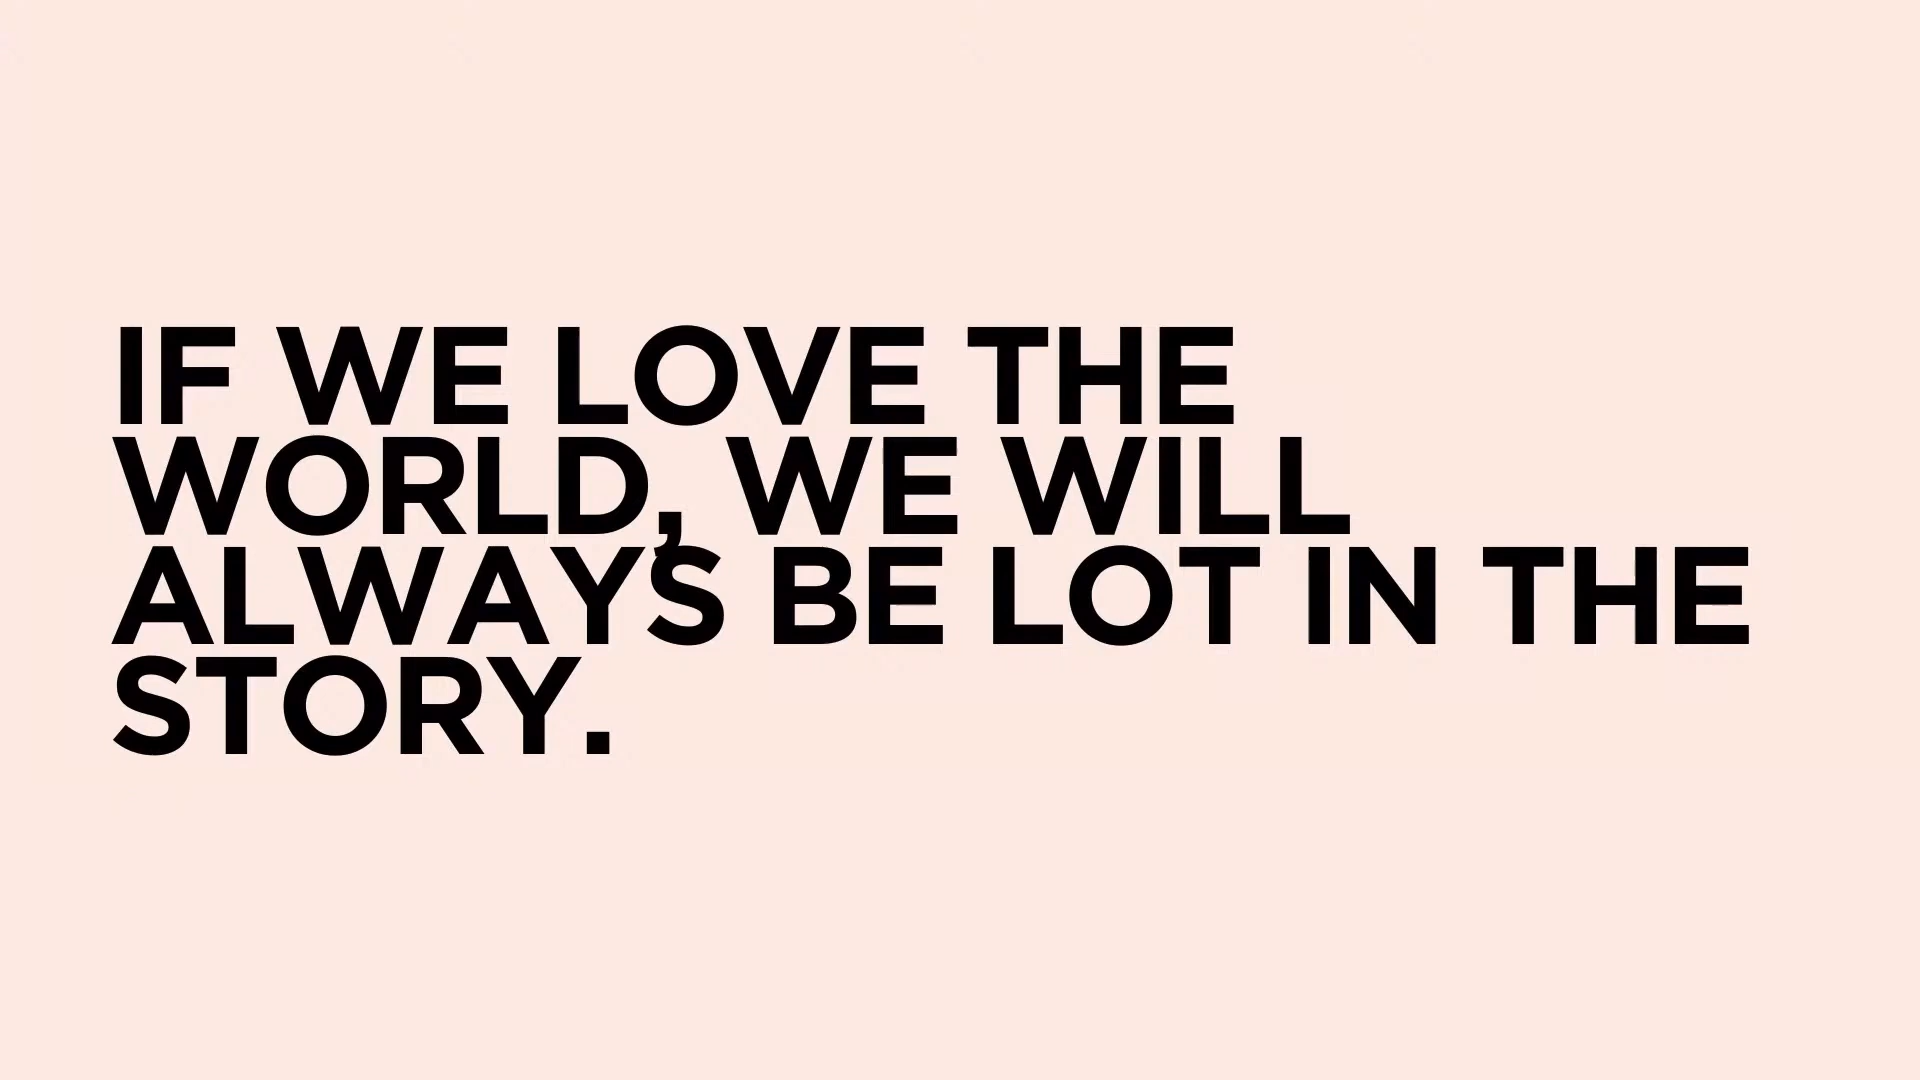 IF WE LOVE THE
WORLD, WE WILL
ALWAYS BE LOT IN THE
STORY.